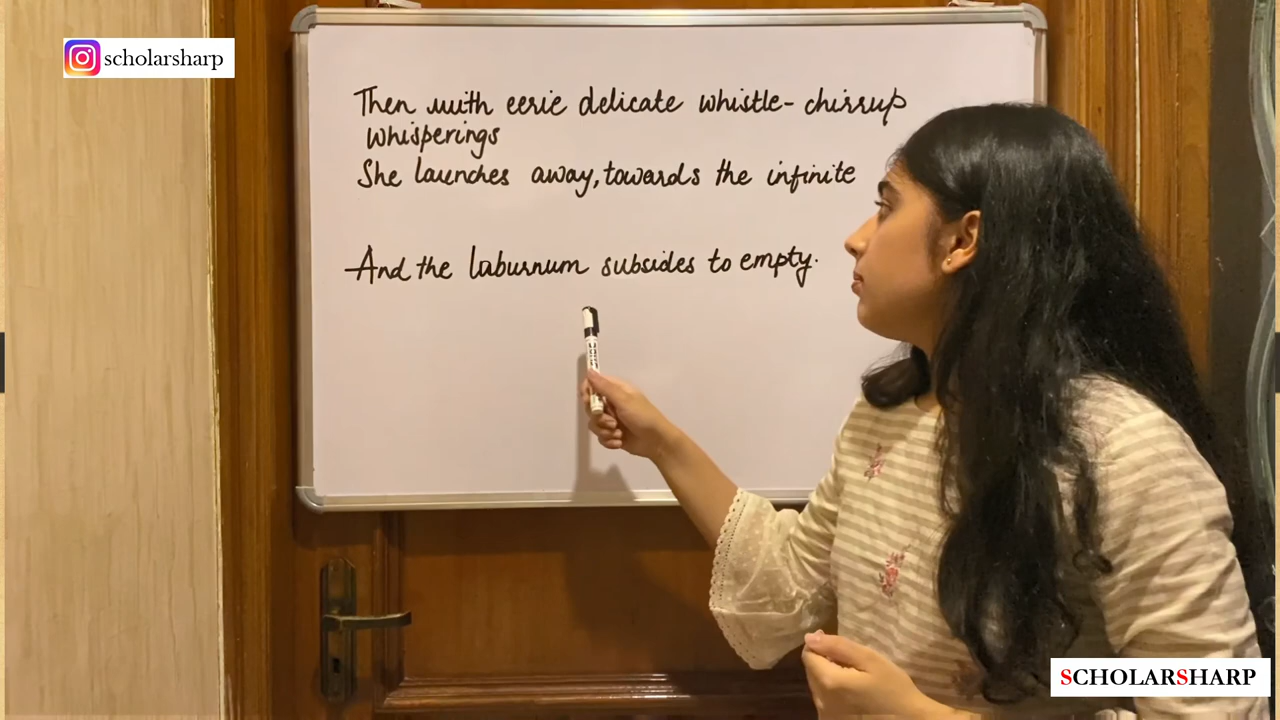 scholarsharp
Then with eerie delicate whistle-chirrup
whisperings
She launches away, towards the infinite
And the laburnum subsides to empty.
SCHOLARSHARP